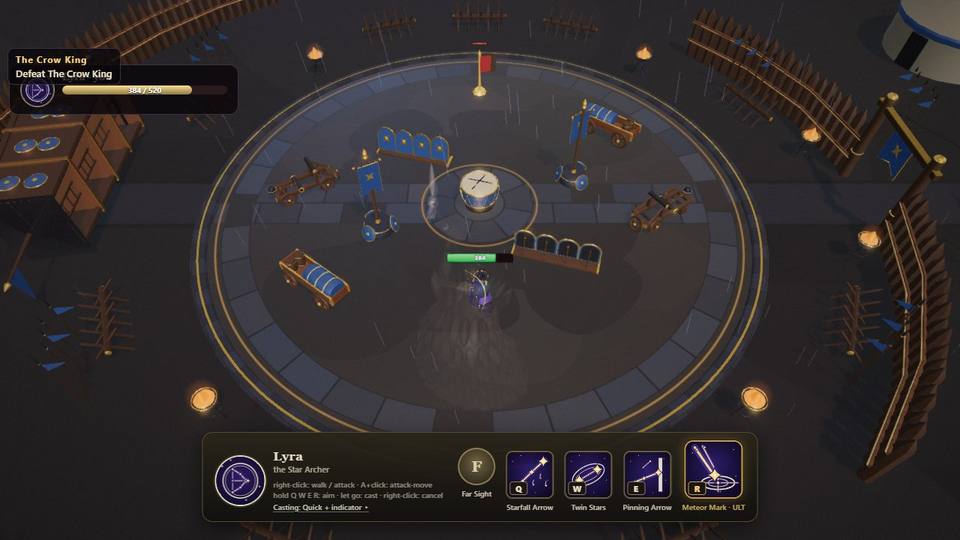 The Crow King
Defeat The Crow King
384 / 520
384
Lyra
the Star Archer
right-click: walk / attack · A+click: attack-move
hold Q W E R: aim · let go: cast · right-click: cancel
Casting: Quick + indicator
F
Far Sight
Q
Starfall Arrow
W
Twin Stars
E
Pinning Arrow
R
Meteor Mark · ULT